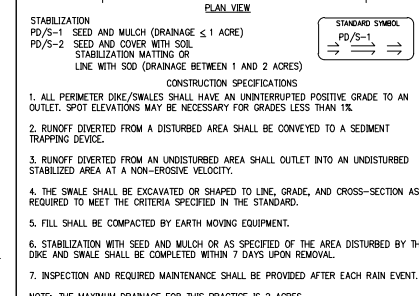 PLAN VIEW
STABILIZATION
PD/S-1 SEED AND MULCH (DRAINAGE ≤ 1 ACRE)
PD/S-2 SEED AND COVER WITH SOIL
STABILIZATION MATTING OR
LINE WITH SOD (DRAINAGE BETWEEN 1 AND 2 ACRES)
STANDARD SYMBOL
PD/S-1
CONSTRUCTION SPECIFICATIONS
1. ALL PERIMETER DIKE/SWALES SHALL HAVE AN UNINTERRUPTED POSITIVE GRADE TO AN
OUTLET. SPOT ELEVATIONS MAY BE NECESSARY FOR GRADES LESS THAN 1%.
2. RUNOFF DIVERTED FROM A DISTURBED AREA SHALL BE CONVEYED TO A SEDIMENT
TRAPPING DEVICE.
3. RUNOFF DIVERTED FROM AN UNDISTURBED AREA SHALL OUTLET INTO AN UNDISTURBED
STABILIZED AREA AT A NON-EROSIVE VELOCITY.
4. THE SWALE SHALL BE EXCAVATED OR SHAPED TO LINE, GRADE, AND CROSS-SECTION AS
REQUIRED TO MEET THE CRITERIA SPECIFIED IN THE STANDARD.
5. FILL SHALL BE COMPACTED BY EARTH MOVING EQUIPMENT.
6. STABILIZATION WITH SEED AND MULCH OR AS SPECIFIED OF THE AREA DISTURBED BY TH
DIKE AND SWALE SHALL BE COMPLETED WITHIN 7 DAYS UPON REMOVAL.
7. INSPECTION AND REQUIRED MAINTENANCE SHALL BE PROVIDED AFTER EACH RAIN EVENT.
NOTE: THE MAXIMUM DRAINAGE FOR THIS PRACTICE IS 2 ACRES